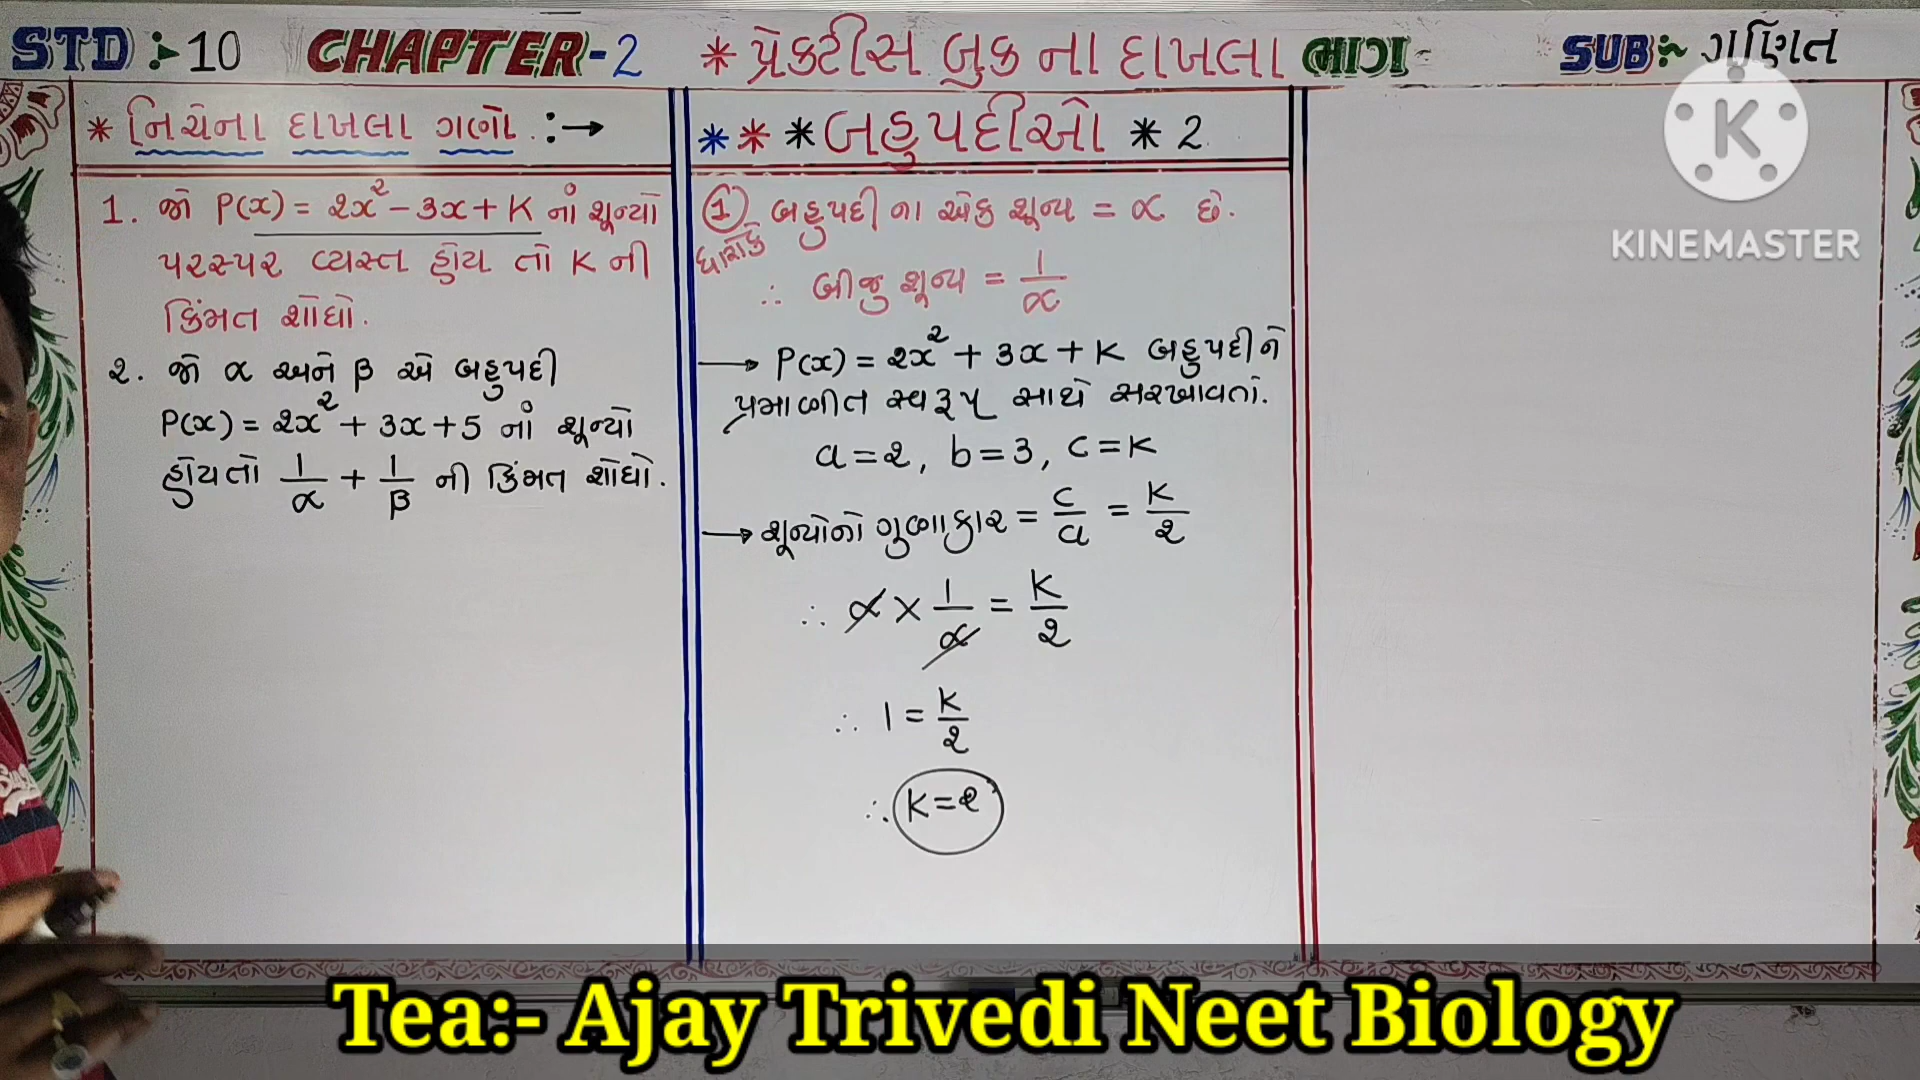 STD :- 10 CHAPTER-2 * પ્રેકટીસ બુક ના દાખલા ભાગ - SUB:~ ગણિત
KINEMASTER
* નિચેના દાખલા ગણો :→
1. જો P(x) = 2x² - 3x + K નાં શૂન્યો
પરસ્પર વ્યસ્ત હોય તો K ની
કિંમત શોધો.
૨. જો α અને β એ બહુપદી
P(x) = 2x² + 3x + 5 નાં શૂન્યો
હોય તો 1/α + 1/β ની કિંમત શોધો.
* * * બહુપદીઓ * 2
① બહુપદી ના એક શૂન્ય = α છે.
ધારોકે
∴ બીજુ શૂન્ય = 1/α
→ P(x) = 2x² + 3x + K બહુપદીને
પ્રમાણીત સ્વરૂપ સાથે સરખાવતાં.
a = 2, b = 3, c = K
→ શૂન્યોનો ગુણાકાર = c/a = K/2
∴ α × 1/α = K/2
∴ 1 = K/2
∴ K = 2
Tea:- Ajay Trivedi Neet Biology